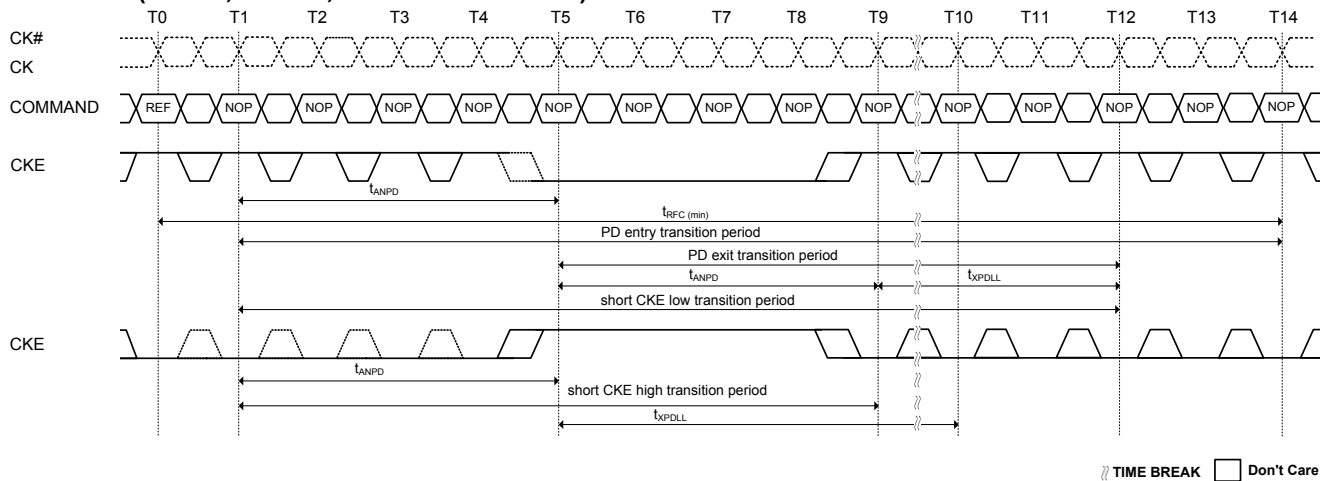 T0 T1 T2 T3 T4 T5 T6 T7 T8 T9 T10 T11 T12 T13 T14
CK#
CK
COMMAND REF NOP NOP NOP NOP NOP NOP NOP NOP NOP NOP NOP NOP NOP NOP
CKE
tANPD
tRFC (min)
PD entry transition period
PD exit transition period
tANPD tXPDLL
short CKE low transition period
CKE
tANPD
short CKE high transition period
tXPDLL
TIME BREAK Don't Care